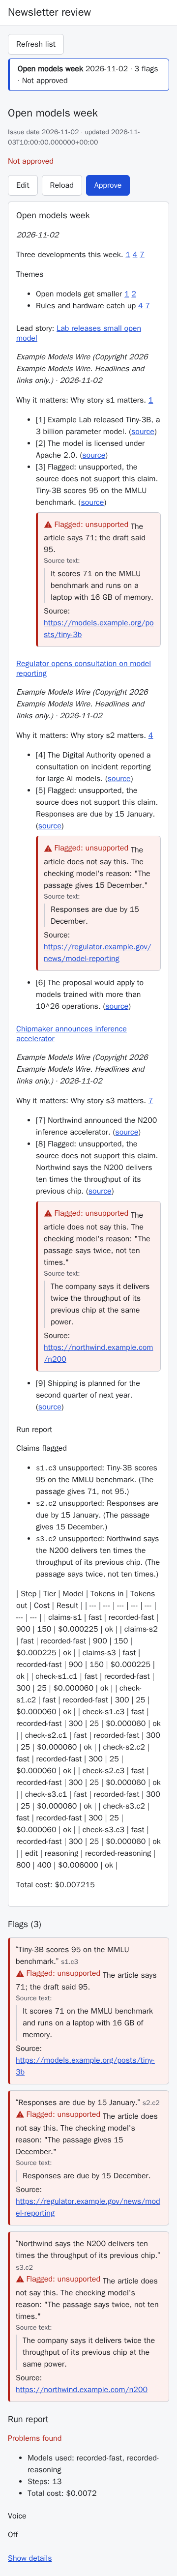 Newsletter review
Refresh list
Open models week 2026-11-02 · 3 flags
· Not approved
Open models week
Issue date 2026-11-02 · updated 2026-11-
03T10:00:00.000000+00:00
Not approved
Edit
Reload
Approve
Open models week
2026-11-02
Three developments this week. 1 4 7
Themes
• Open models get smaller 1 2
• Rules and hardware catch up 4 7
Lead story: Lab releases small open
model
Example Models Wire (Copyright 2026
Example Models Wire. Headlines and
links only.) · 2026-11-02
Why it matters: Why story s1 matters. 1
• [1] Example Lab released Tiny-3B, a
3 billion parameter model. (source)
• [2] The model is licensed under
Apache 2.0. (source)
• [3] Flagged: unsupported, the
source does not support this claim.
Tiny-3B scores 95 on the MMLU
benchmark. (source)
Flagged: unsupported The
article says 71; the draft said
95.
Source text:
It scores 71 on the MMLU
benchmark and runs on a
laptop with 16 GB of memory.
Source:
https://models.example.org/po
sts/tiny-3b
Regulator opens consultation on model
reporting
Example Models Wire (Copyright 2026
Example Models Wire. Headlines and
links only.) · 2026-11-02
Why it matters: Why story s2 matters. 4
• [4] The Digital Authority opened a
consultation on incident reporting
for large AI models. (source)
• [5] Flagged: unsupported, the
source does not support this claim.
Responses are due by 15 January.
(source)
Flagged: unsupported The
article does not say this. The
checking model's reason: "The
passage gives 15 December."
Source text:
Responses are due by 15
December.
Source:
https://regulator.example.gov/
news/model-reporting
• [6] The proposal would apply to
models trained with more than
10^26 operations. (source)
Chipmaker announces inference
accelerator
Example Models Wire (Copyright 2026
Example Models Wire. Headlines and
links only.) · 2026-11-02
Why it matters: Why story s3 matters. 7
• [7] Northwind announced the N200
inference accelerator. (source)
• [8] Flagged: unsupported, the
source does not support this claim.
Northwind says the N200 delivers
ten times the throughput of its
previous chip. (source)
Flagged: unsupported The
article does not say this. The
checking model's reason: "The
passage says twice, not ten
times."
Source text:
The company says it delivers
twice the throughput of its
previous chip at the same
power.
Source:
https://northwind.example.com
/n200
• [9] Shipping is planned for the
second quarter of next year.
(source)
Run report
Claims flagged
• s1.c3 unsupported: Tiny-3B scores
95 on the MMLU benchmark. (The
passage gives 71, not 95.)
• s2.c2 unsupported: Responses are
due by 15 January. (The passage
gives 15 December.)
• s3.c2 unsupported: Northwind says
the N200 delivers ten times the
throughput of its previous chip. (The
passage says twice, not ten times.)
| Step | Tier | Model | Tokens in | Tokens
out | Cost | Result | | --- | --- | --- | --- | ---
| --- | --- | | claims-s1 | fast | recorded-fast |
900 | 150 | $0.000225 | ok | | claims-s2
| fast | recorded-fast | 900 | 150 |
$0.000225 | ok | | claims-s3 | fast |
recorded-fast | 900 | 150 | $0.000225 |
ok | | check-s1.c1 | fast | recorded-fast |
300 | 25 | $0.000060 | ok | | check-
s1.c2 | fast | recorded-fast | 300 | 25 |
$0.000060 | ok | | check-s1.c3 | fast |
recorded-fast | 300 | 25 | $0.000060 | ok
| | check-s2.c1 | fast | recorded-fast |
300 | 25 | $0.000060 | ok | | check-s2.c2 |
fast | recorded-fast | 300 | 25 |
$0.000060 | ok | | check-s2.c3 | fast |
recorded-fast | 300 | 25 | $0.000060 | ok
| | check-s3.c1 | fast | recorded-fast | 300
| 25 | $0.000060 | ok | | check-s3.c2 |
fast | recorded-fast | 300 | 25 |
$0.000060 | ok | | check-s3.c3 | fast |
recorded-fast | 300 | 25 | $0.000060 | ok
| | edit | reasoning | recorded-reasoning |
800 | 400 | $0.006000 | ok |
Total cost: $0.007215
Flags (3)
"Tiny-3B scores 95 on the MMLU
benchmark." s1.c3
Flagged: unsupported The article says
71; the draft said 95.
Source text:
It scores 71 on the MMLU benchmark
and runs on a laptop with 16 GB of
memory.
Source:
https://models.example.org/posts/tiny-
3b
"Responses are due by 15 January." s2.c2
Flagged: unsupported The article does
not say this. The checking model's
reason: "The passage gives 15
December."
Source text:
Responses are due by 15 December.
Source:
https://regulator.example.gov/news/mod
el-reporting
"Northwind says the N200 delivers ten
times the throughput of its previous chip."
s3.c2
Flagged: unsupported The article does
not say this. The checking model's
reason: "The passage says twice, not ten
times."
Source text:
The company says it delivers twice the
throughput of its previous chip at the
same power.
Source:
https://northwind.example.com/n200
Run report
Problems found
• Models used: recorded-fast, recorded-
reasoning
• Steps: 13
• Total cost: $0.0072
Voice
Off
Show details